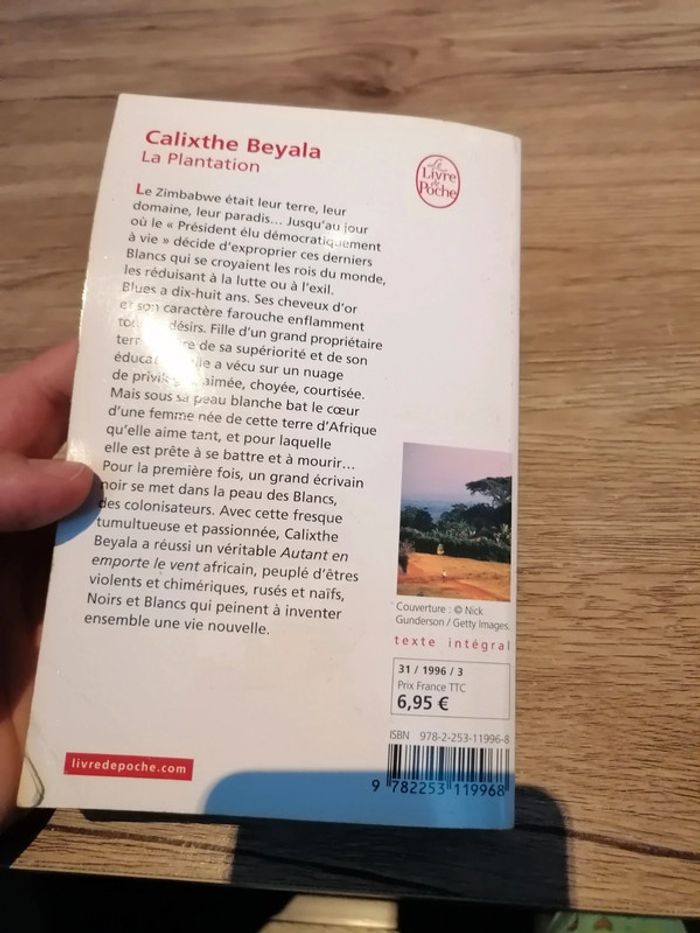 Calixthe Beyala
La Plantation
Le Livre de Poche
Le Zimbabwe était leur terre, leur
domaine, leur paradis... Jusqu'au jour
où le « Président élu démocratiquement
à vie » décide d'exproprier ces derniers
Blancs qui se croyaient les rois du monde,
les réduisant à la lutte ou à l'exil.
Blues a dix-huit ans. Ses cheveux d'or
et son caractère farouche enflamment
désirs. Fille d'un grand propriétaire
de sa supériorité et de son
a vécu sur un nuage
de aimée, choyée, courtisée.
Mais sous sa peau blanche bat le cœur
d'une femme née de cette terre d'Afrique
qu'elle aime tant, et pour laquelle
elle est prête à se battre et à mourir...
Pour la première fois, un grand écrivain
noir se met dans la peau des Blancs,
des colonisateurs. Avec cette fresque
tumultueuse et passionnée, Calixthe
Beyala a réussi un véritable Autant en
emporte le vent africain, peuplé d'êtres
violents et chimériques, rusés et naïfs,
Noirs et Blancs qui peinent à inventer
ensemble une vie nouvelle.
Couverture : © Nick
Gunderson / Getty Images.
texte intégral
31 / 1996 / 3
Prix France TTC
6,95 €
ISBN 978-2-253-11996-8
9 782253 119968
livredepoche.com